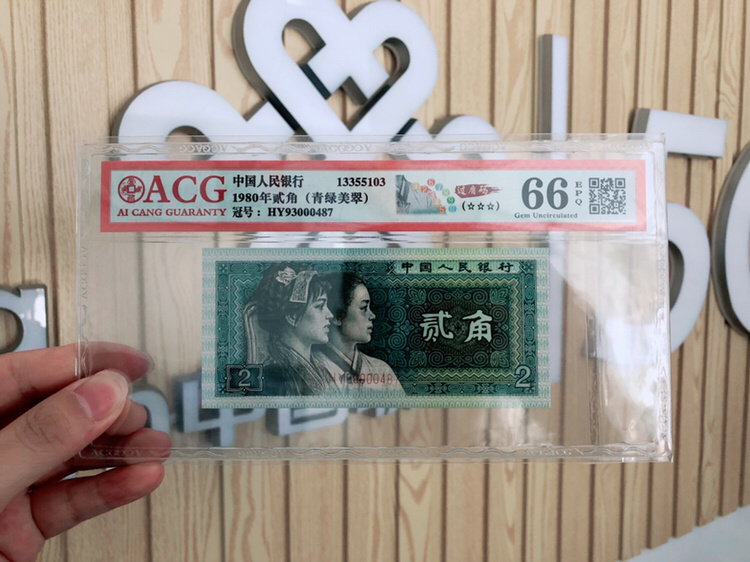 ACG
AI CANG GUARANTY
中国人民银行 13355103
1980年贰角（青绿美翠）
冠号：HY93000487
(☆☆☆)
66 EPQ
Gem Uncirculated
中国人民银行
贰角
2
2